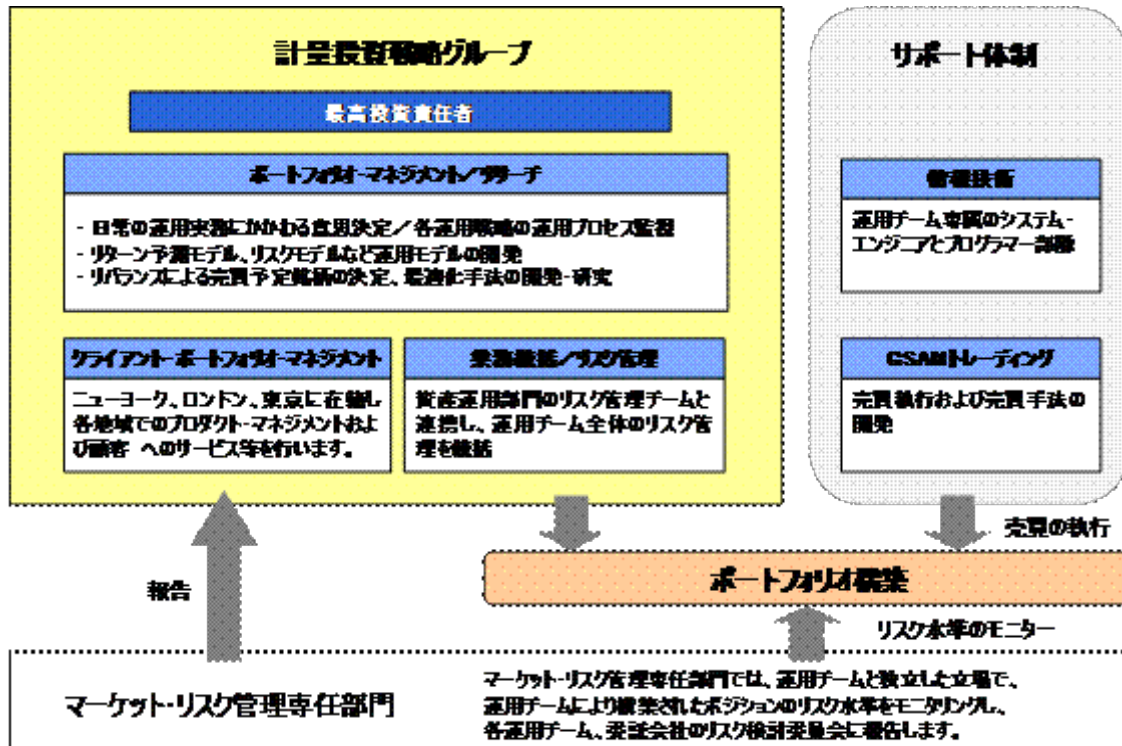 計量投資戦略グループ
最高投資責任者
ポートフォリオ・マネジメント／リサーチ
- 日常の運用実務にかかわる意思決定／各運用戦略の運用プロセス監視
- リターン予測モデル、リスクモデルなど運用モデルの開発
- リバランスによる売買予定銘柄の決定、最適化手法の開発・研究
クライアント・ポートフォリオ・マネジメント
ニューヨーク、ロンドン、東京に在籍し
各地域でのプロダクト・マネジメントおよ
び顧客 へのサービス等を行います。
業務統括／リスク管理
資産運用部門のリスク管理チームと
連携し、運用チーム全体のリスク管
理を統括
サポート体制
情報技術
運用チーム専属のシステム・
エンジニアとプログラマー部隊
GSAMトレーディング
売買執行および売買手法の
開発
売買の執行
報告
ポートフォリオ構築
リスク水準のモニター
マーケット・リスク管理専任部門
マーケット・リスク管理専任部門では、運用チームと独立した立場で、
運用チームにより構築されたポジションのリスク水準をモニタリングし、
各運用チーム、委託会社のリスク検討委員会に報告します。